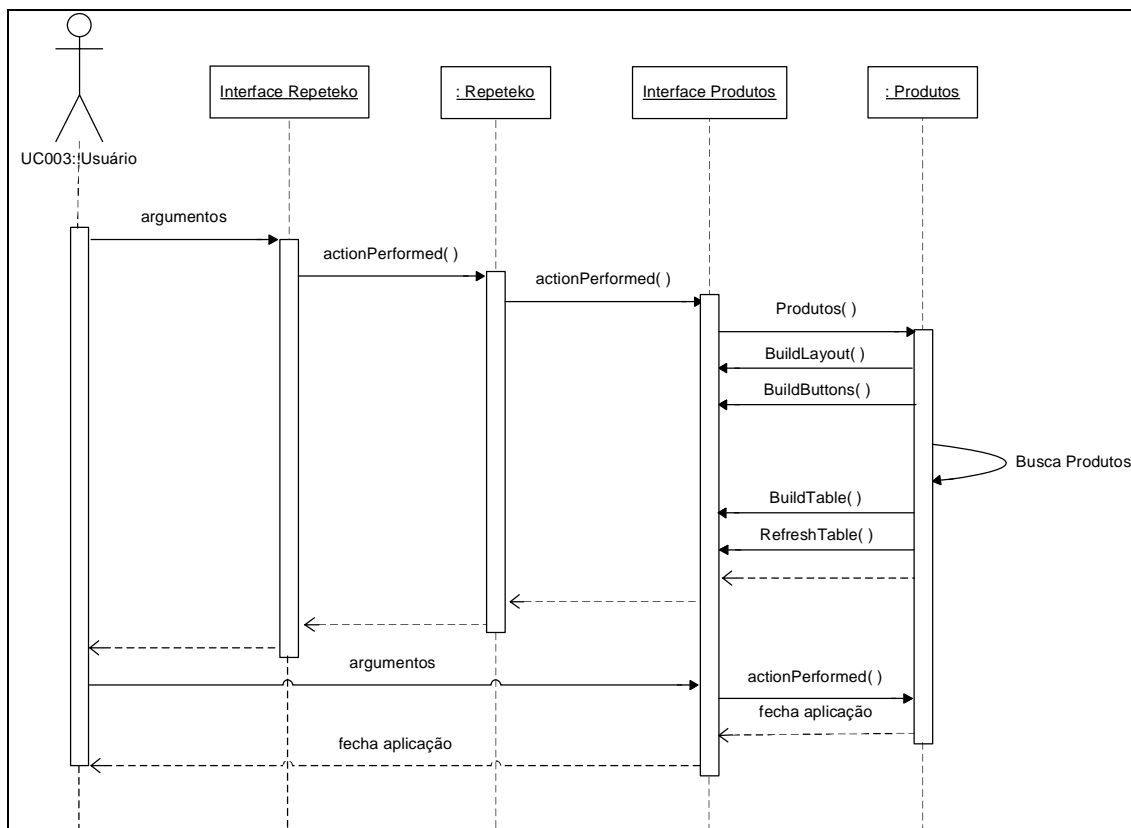 Interface Repeteko
: Repeteko
Interface Produtos
: Produtos
UC003::Usuário
argumentos
actionPerformed( )
actionPerformed( )
Produtos( )
BuildLayout( )
BuildButtons( )
Busca Produtos
BuildTable( )
RefreshTable( )
argumentos
actionPerformed( )
fecha aplicação
fecha aplicação